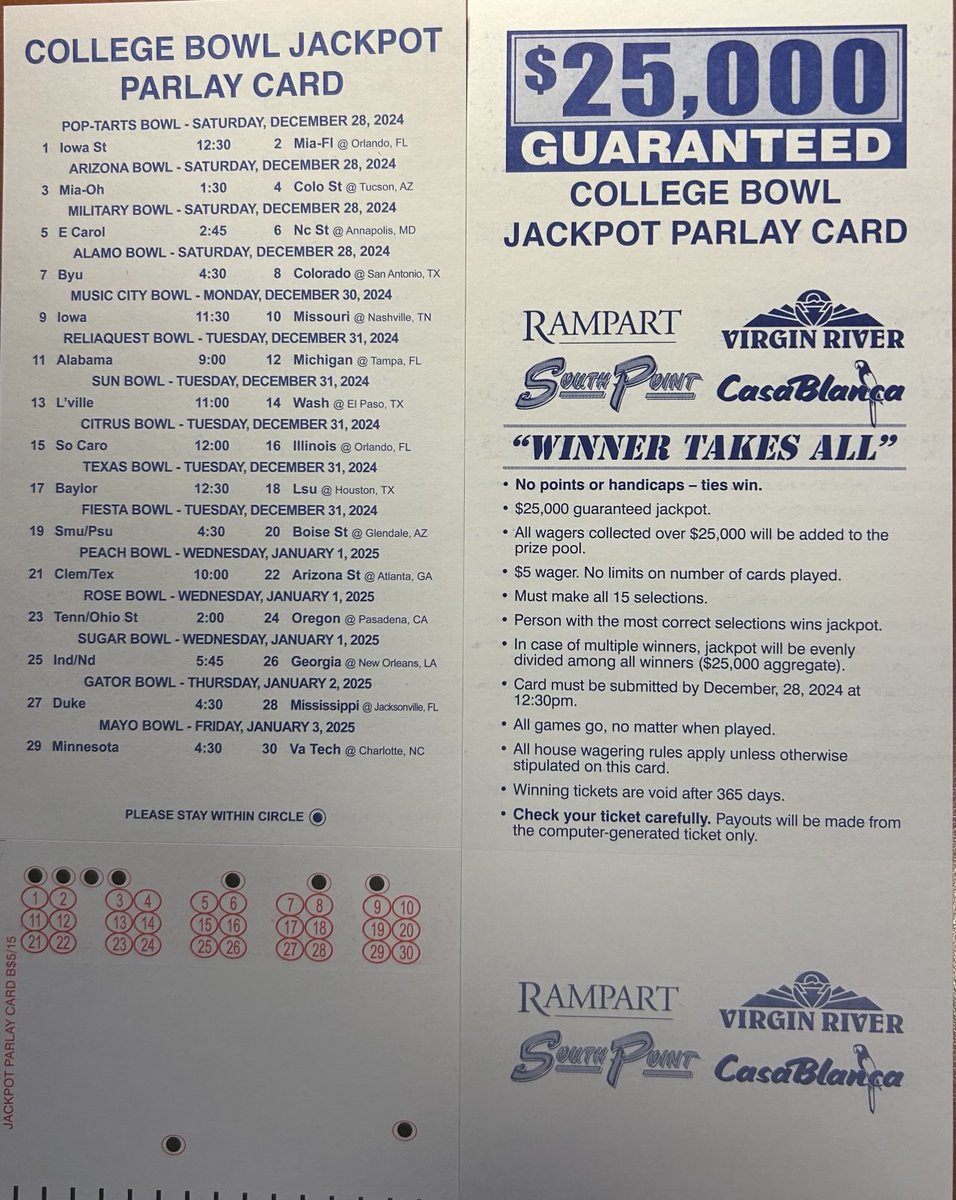 COLLEGE BOWL JACKPOT
PARLAY CARD
POP-TARTS BOWL - SATURDAY, DECEMBER 28, 2024
1 Iowa St 12:30 2 Mia-Fl @ Orlando, FL
ARIZONA BOWL - SATURDAY, DECEMBER 28, 2024
3 Mia-Oh 1:30 4 Colo St @ Tucson, AZ
MILITARY BOWL - SATURDAY, DECEMBER 28, 2024
5 E Carol 2:45 6 Nc St @ Annapolis, MD
ALAMO BOWL - SATURDAY, DECEMBER 28, 2024
7 Byu 4:30 8 Colorado @ San Antonio, TX
MUSIC CITY BOWL - MONDAY, DECEMBER 30, 2024
9 Iowa 11:30 10 Missouri @ Nashville, TN
RELIAQUEST BOWL - TUESDAY, DECEMBER 31, 2024
11 Alabama 9:00 12 Michigan @ Tampa, FL
SUN BOWL - TUESDAY, DECEMBER 31, 2024
13 L'ville 11:00 14 Wash @ El Paso, TX
CITRUS BOWL - TUESDAY, DECEMBER 31, 2024
15 So Caro 12:00 16 Illinois @ Orlando, FL
TEXAS BOWL - TUESDAY, DECEMBER 31, 2024
17 Baylor 12:30 18 Lsu @ Houston, TX
FIESTA BOWL - TUESDAY, DECEMBER 31, 2024
19 Smu/Psu 4:30 20 Boise St @ Glendale, AZ
PEACH BOWL - WEDNESDAY, JANUARY 1, 2025
21 Clem/Tex 10:00 22 Arizona St @ Atlanta, GA
ROSE BOWL - WEDNESDAY, JANUARY 1, 2025
23 Tenn/Ohio St 2:00 24 Oregon @ Pasadena, CA
SUGAR BOWL - WEDNESDAY, JANUARY 1, 2025
25 Ind/Nd 5:45 26 Georgia @ New Orleans, LA
GATOR BOWL - THURSDAY, JANUARY 2, 2025
27 Duke 4:30 28 Mississippi @ Jacksonville, FL
MAYO BOWL - FRIDAY, JANUARY 3, 2025
29 Minnesota 4:30 30 Va Tech @ Charlotte, NC
PLEASE STAY WITHIN CIRCLE
1 2 3 4 5 6 7 8 9 10
11 12 13 14 15 16 17 18 19 20
21 22 23 24 25 26 27 28 29 30
JACKPOT PARLAY CARD B$5/15
$25,000
GUARANTEED
COLLEGE BOWL
JACKPOT PARLAY CARD
RAMPART VIRGIN RIVER
SOUTH POINT CasaBlanca
"WINNER TAKES ALL"
• No points or handicaps – ties win.
• $25,000 guaranteed jackpot.
• All wagers collected over $25,000 will be added to the
prize pool.
• $5 wager. No limits on number of cards played.
• Must make all 15 selections.
• Person with the most correct selections wins jackpot.
• In case of multiple winners, jackpot will be evenly
divided among all winners ($25,000 aggregate).
• Card must be submitted by December, 28, 2024 at
12:30pm.
• All games go, no matter when played.
• All house wagering rules apply unless otherwise
stipulated on this card.
• Winning tickets are void after 365 days.
• Check your ticket carefully. Payouts will be made from
the computer-generated ticket only.
RAMPART VIRGIN RIVER
SOUTH POINT CasaBlanca